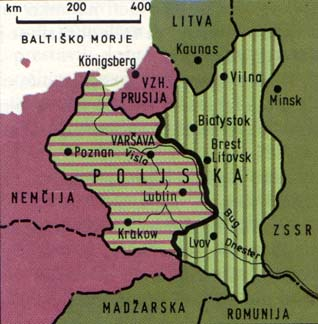 km 0 200 400
LITVA
BALTIŠKO MORJE
Kaunas
Königsberg
VZH.
PRUSIJA
Vilna
Minsk
Białystok
VARŠAVA
Brest
Litovsk
Poznan
Visla
POLJSKA
NEMČIJA
Lublin
Bug
Krakow
Lvov
Dnester
ZSSR
MADŽARSKA
ROMUNIJA